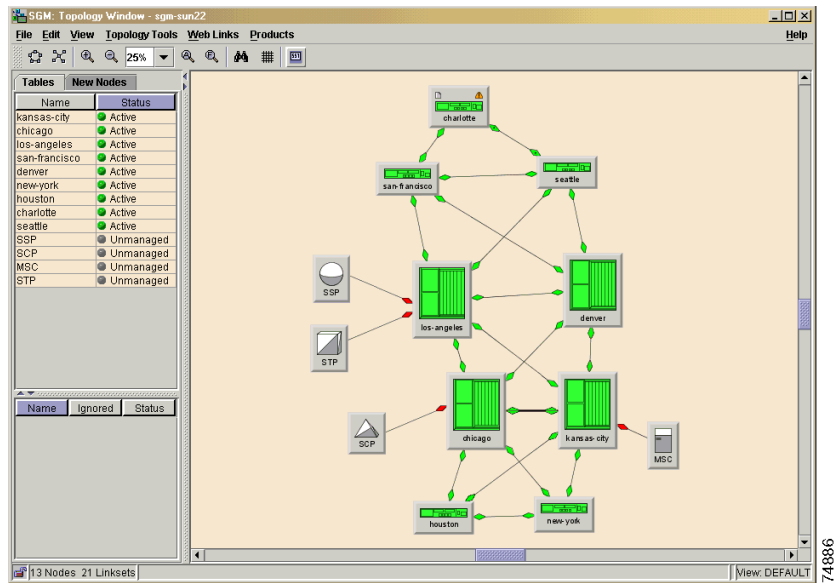 SGM: Topology Window - sgm-sun22
File Edit View Topology Tools Web Links Products Help
25%
Tables New Nodes
Name Status
kansas-city Active
chicago Active
los-angeles Active
san-francisco Active
denver Active
new-york Active
houston Active
charlotte Active
seattle Active
SSP Unmanaged
SCP Unmanaged
MSC Unmanaged
STP Unmanaged
Name Ignored Status
charlotte
san-francisco
seattle
SSP
los-angeles
denver
STP
SCP
chicago
kansas-city
MSC
houston
new-york
13 Nodes 21 Linksets
View: DEFAULT
74886